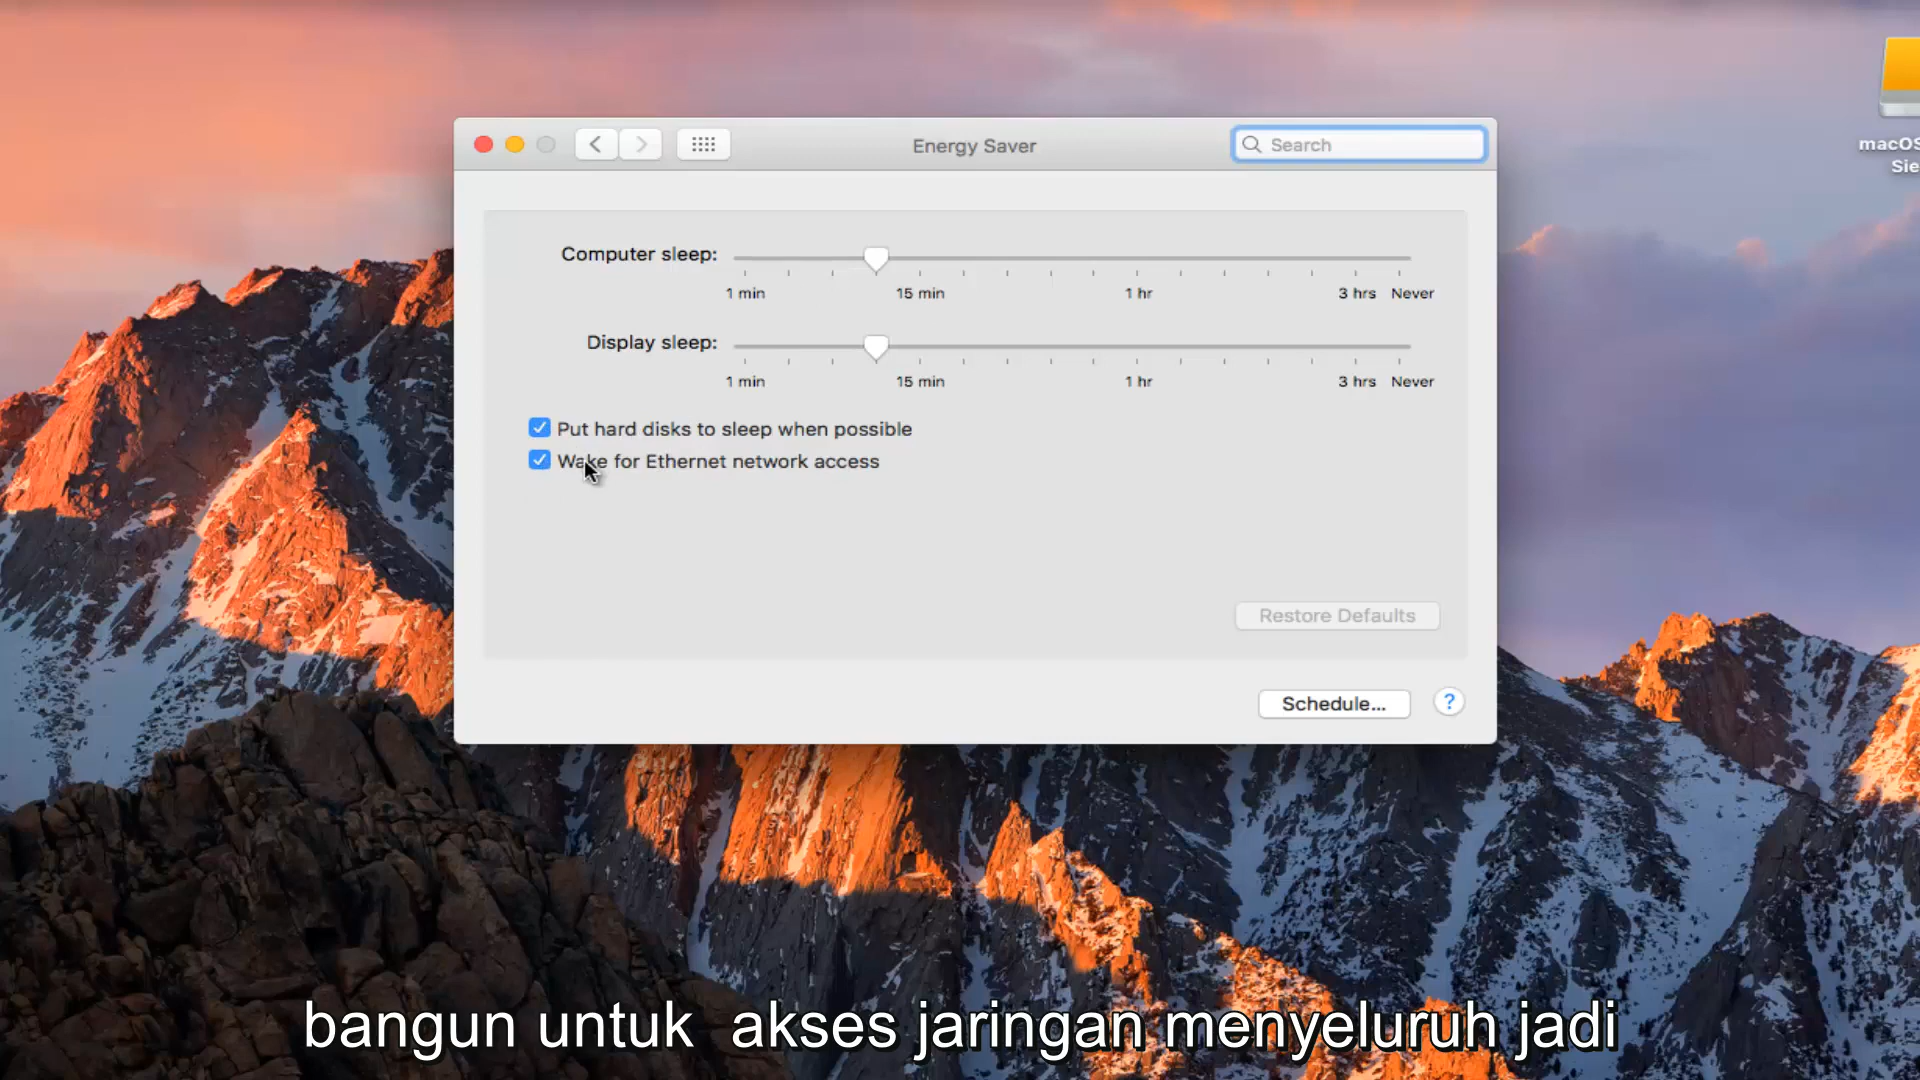 Energy Saver
Search
macOS
Sie
Computer sleep:
1 min 15 min 1 hr 3 hrs Never
Display sleep:
1 min 15 min 1 hr 3 hrs Never
Put hard disks to sleep when possible
Wake for Ethernet network access
Restore Defaults
Schedule...
?
bangun untuk akses jaringan menyeluruh jadi